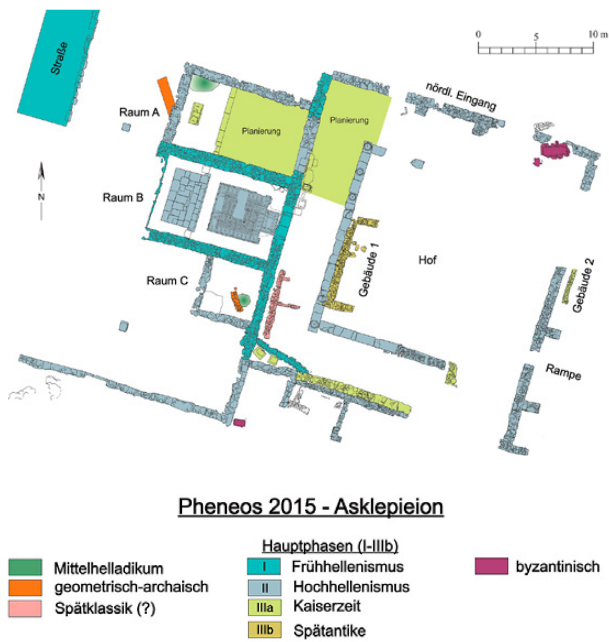 0 5 10 m
Straße
nördl. Eingang
Raum A
Planierung
Planierung
N
Raum B
Gebäude 1
Hof
Gebäude 2
Raum C
Rampe
Pheneos 2015 - Asklepieion
Hauptphasen (I-IIIb)
Mittelhelladikum
I Frühhellenismus
byzantinisch
geometrisch-archaisch
II Hochhellenismus
Spätklassik (?)
IIIa Kaiserzeit
IIIb Spätantike